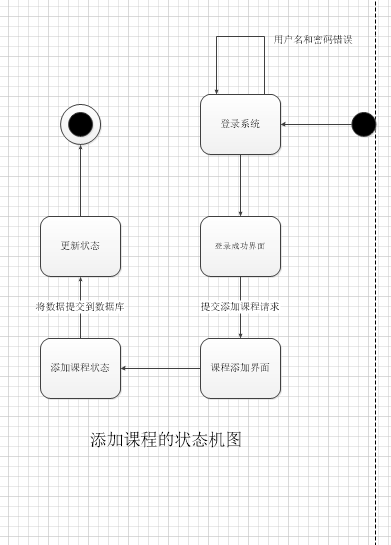 用户名和密码错误
登录系统
更新状态
登录成功界面
将数据提交到数据库
提交添加课程请求
添加课程状态
课程添加界面
添加课程的状态机图